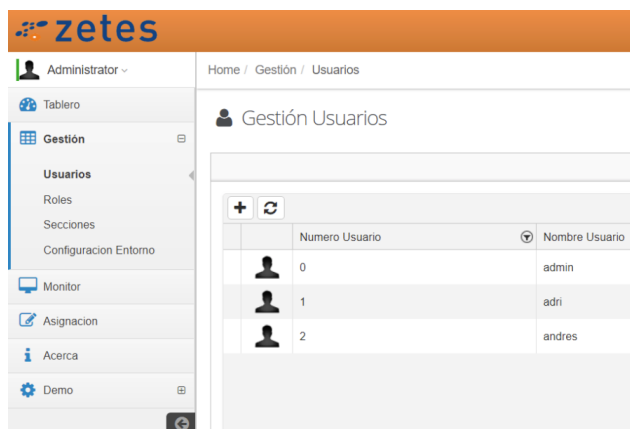 zetes
Administrator
Home / Gestión / Usuarios
Tablero
Gestión
Usuarios
Roles
Secciones
Configuracion Entorno
Monitor
Asignacion
Acerca
Demo
Gestión Usuarios
Numero Usuario Nombre Usuario
0 admin
1 adri
2 andres